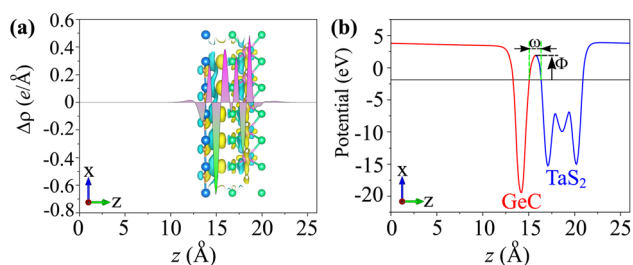 (a)
Δρ (e/Å)
0.6
0.4
0.2
0
-0.2
-0.4
-0.6
-0.8
X
Z
0 5 10 15 20 25
z (Å)
(b)
Potential (eV)
5
0
-5
-10
-15
-20
ω
Φ
GeC
TaS₂
X
Z
0 5 10 15 20 25
z (Å)